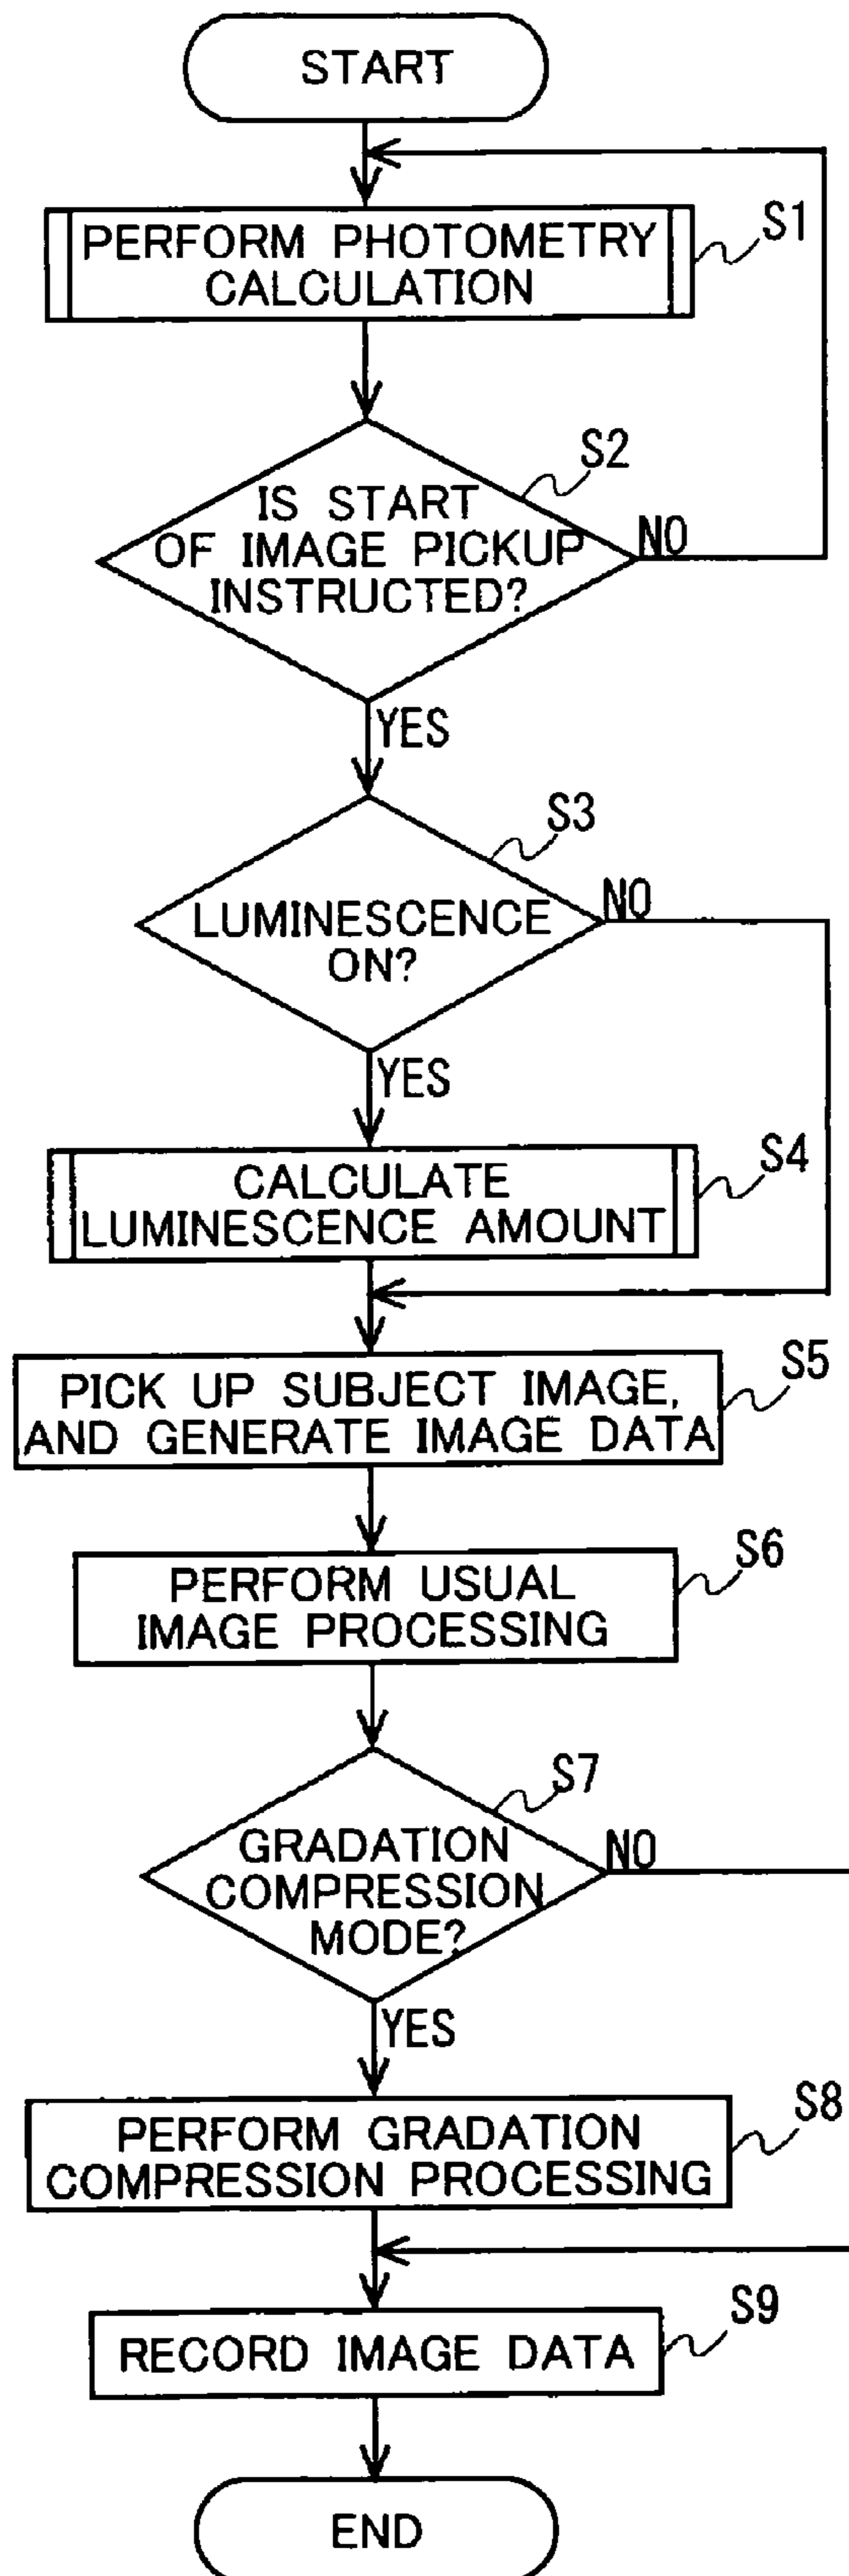 START
PERFORM PHOTOMETRY
CALCULATION
S1
S2
IS START
OF IMAGE PICKUP
INSTRUCTED?
NO
YES
S3
LUMINESCENCE
ON?
NO
YES
CALCULATE
LUMINESCENCE AMOUNT
S4
PICK UP SUBJECT IMAGE,
AND GENERATE IMAGE DATA
S5
PERFORM USUAL
IMAGE PROCESSING
S6
S7
GRADATION
COMPRESSION
MODE?
NO
YES
PERFORM GRADATION
COMPRESSION PROCESSING
S8
RECORD IMAGE DATA
S9
END